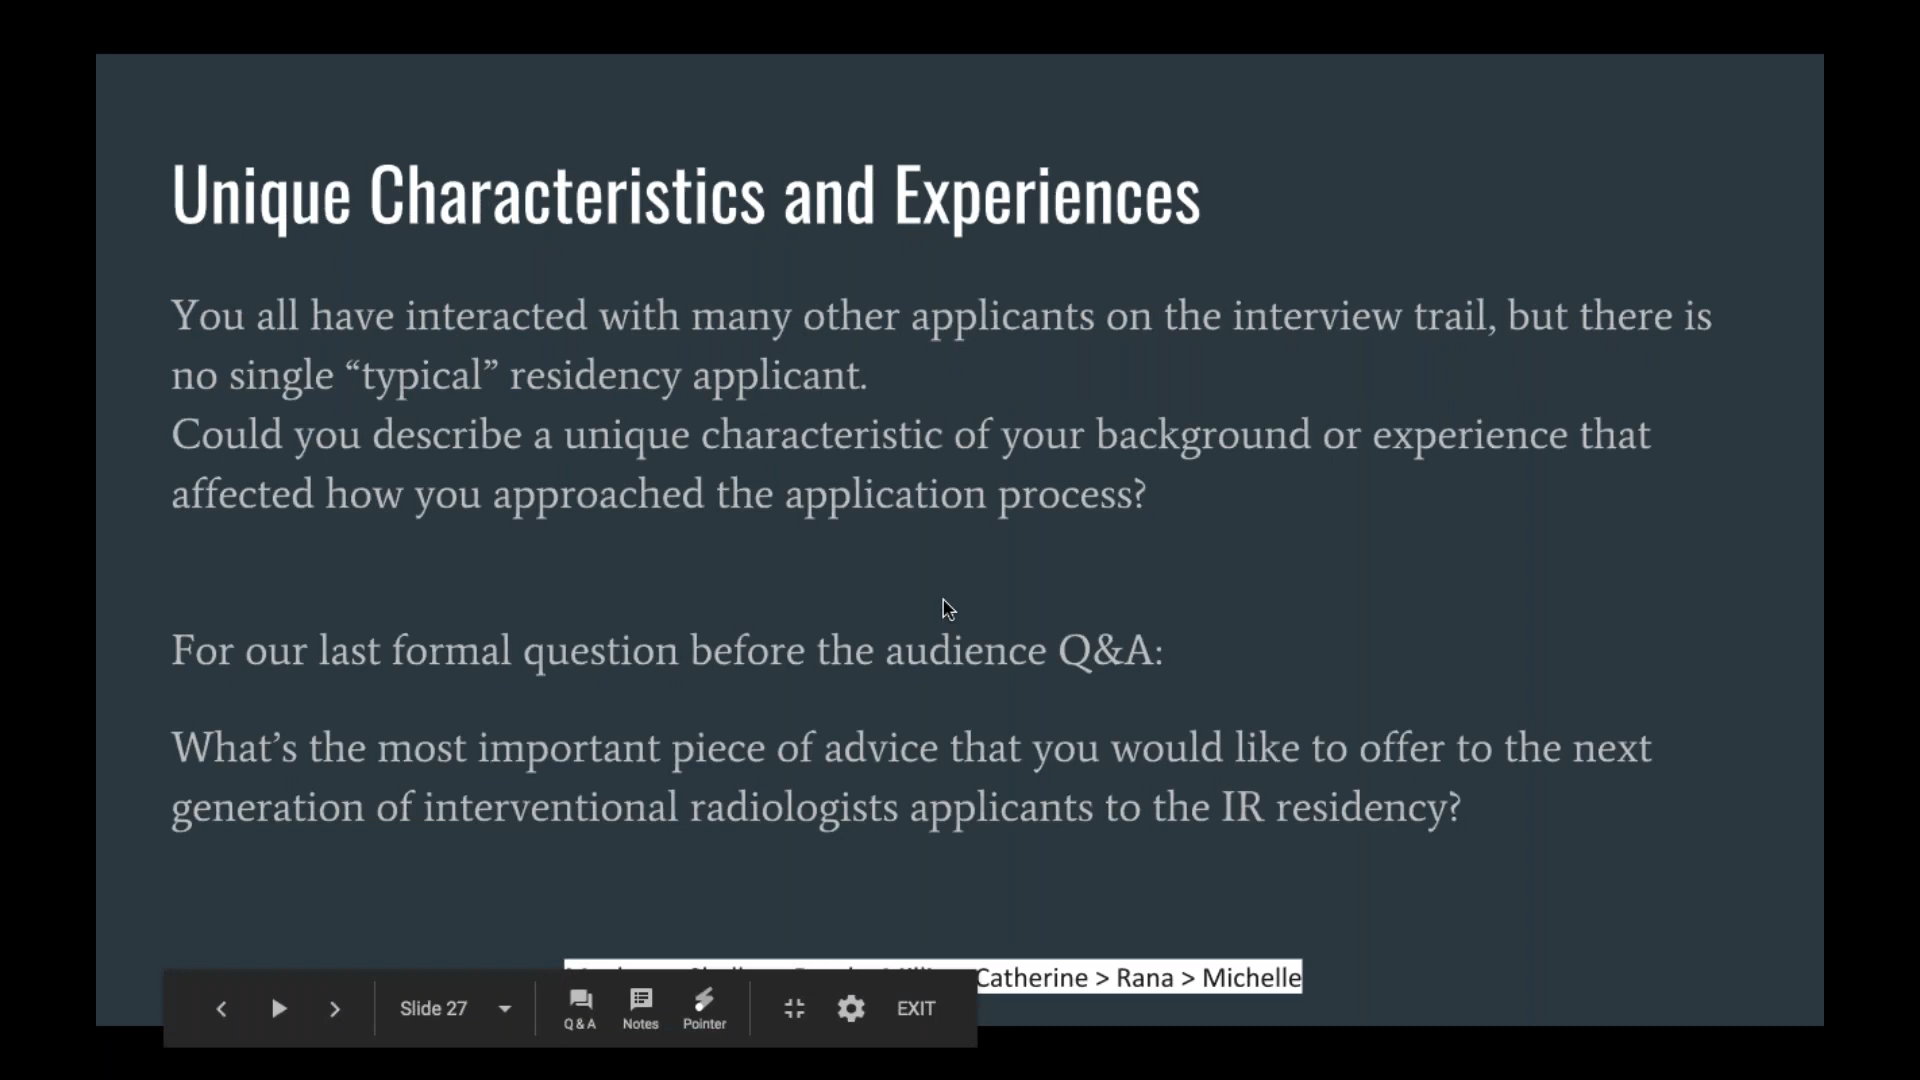 Unique Characteristics and Experiences
You all have interacted with many other applicants on the interview trail, but there is
no single “typical” residency applicant.
Could you describe a unique characteristic of your background or experience that
affected how you approached the application process?
For our last formal question before the audience Q&A:
What’s the most important piece of advice that you would like to offer to the next
generation of interventional radiologists applicants to the IR residency?
Catherine > Rana > Michelle
Slide 27
Q & A
Notes
Pointer
EXIT